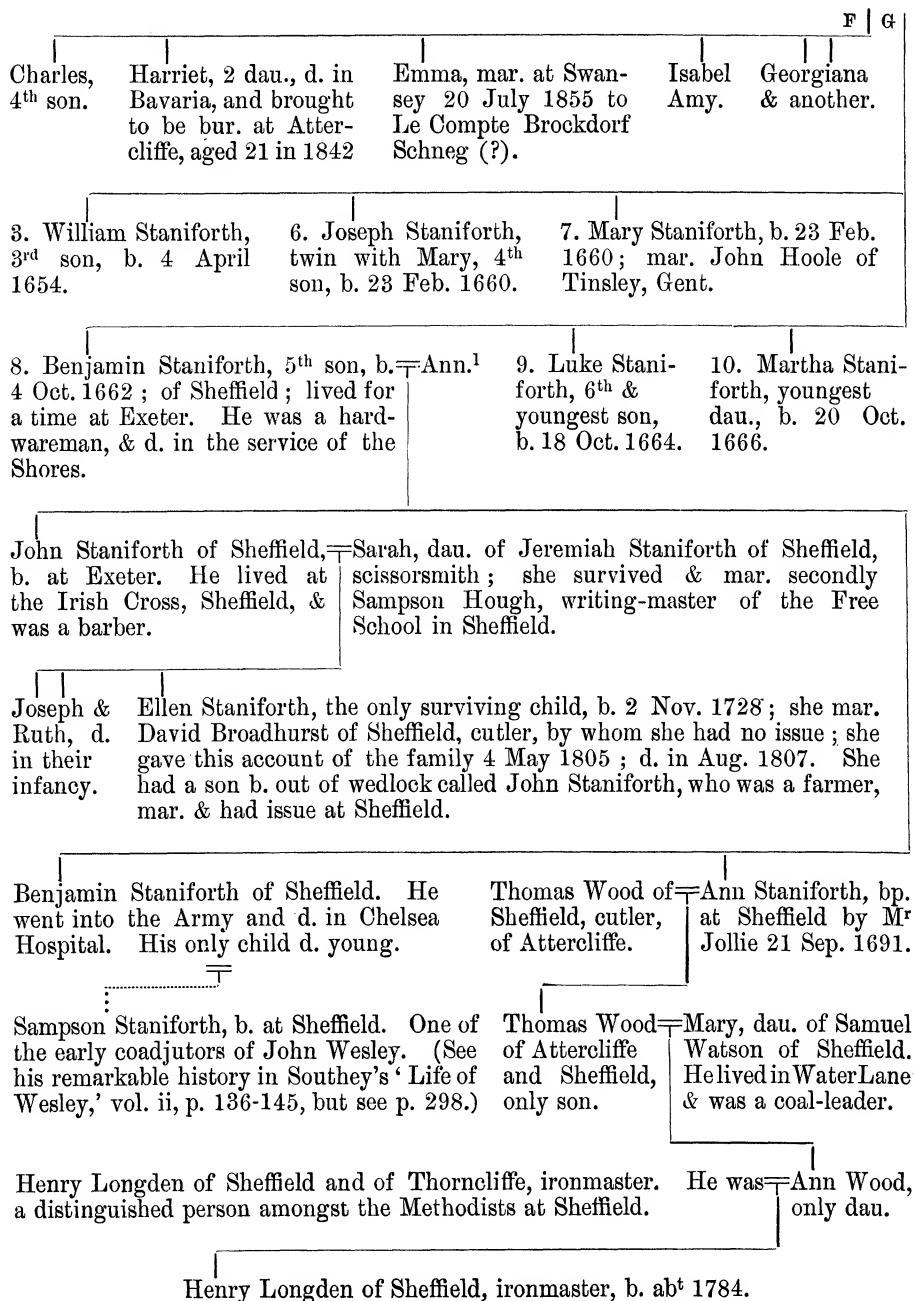 F | G
Charles,
4th son.
Harriet, 2 dau., d. in
Bavaria, and brought
to be bur. at Atter-
cliffe, aged 21 in 1842
Emma, mar. at Swan-
sey 20 July 1855 to
Le Compte Brockdorf
Schneg (?).
Isabel
Amy.
Georgiana
& another.
3. William Staniforth,
3rd son, b. 4 April
1654.
6. Joseph Staniforth,
twin with Mary, 4th
son, b. 23 Feb. 1660.
7. Mary Staniforth, b. 23 Feb.
1660; mar. John Hoole of
Tinsley, Gent.
8. Benjamin Staniforth, 5th son, b.
4 Oct. 1662; of Sheffield; lived for
a time at Exeter. He was a hard-
wareman, & d. in the service of the
Shores.
Ann.1
9. Luke Stani-
forth, 6th &
youngest son,
b. 18 Oct. 1664.
10. Martha Stani-
forth, youngest
dau., b. 20 Oct.
1666.
John Staniforth of Sheffield,
b. at Exeter. He lived at
the Irish Cross, Sheffield, &
was a barber.
Sarah, dau. of Jeremiah Staniforth of Sheffield,
scissorsmith; she survived & mar. secondly
Sampson Hough, writing-master of the Free
School in Sheffield.
Joseph &
Ruth, d.
in their
infancy.
Ellen Staniforth, the only surviving child, b. 2 Nov. 1728; she mar.
David Broadhurst of Sheffield, cutler, by whom she had no issue; she
gave this account of the family 4 May 1805; d. in Aug. 1807. She
had a son b. out of wedlock called John Staniforth, who was a farmer,
mar. & had issue at Sheffield.
Benjamin Staniforth of Sheffield. He
went into the Army and d. in Chelsea
Hospital. His only child d. young.
Thomas Wood of
Sheffield, cutler,
of Attercliffe.
Ann Staniforth, bp.
at Sheffield by Mr
Jollie 21 Sep. 1691.
Sampson Staniforth, b. at Sheffield. One of
the early coadjutors of John Wesley. (See
his remarkable history in Southey's 'Life of
Wesley,' vol. ii, p. 136-145, but see p. 298.)
Thomas Wood
of Attercliffe
and Sheffield,
only son.
Mary, dau. of Samuel
Watson of Sheffield.
He lived in Water Lane
& was a coal-leader.
Henry Longden of Sheffield and of Thorncliffe, ironmaster. He was
a distinguished person amongst the Methodists at Sheffield.
Ann Wood,
only dau.
Henry Longden of Sheffield, ironmaster, b. abt 1784.